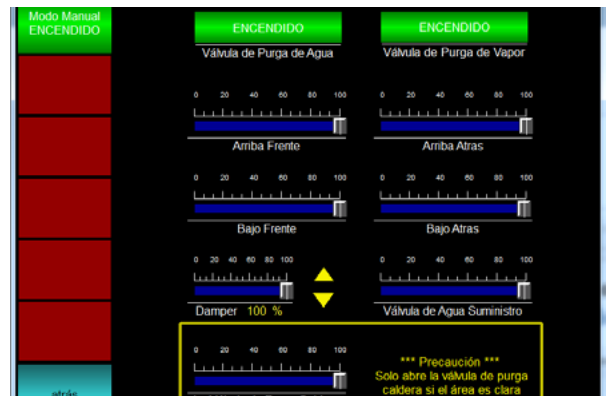 Modo Manual
ENCENDIDO
ENCENDIDO
ENCENDIDO
Válvula de Purga de Agua
Válvula de Purga de Vapor
0 20 40 60 80 100
0 20 40 60 80 100
Arriba Frente
Arriba Atras
0 20 40 60 80 100
0 20 40 60 80 100
Bajo Frente
Bajo Atras
0 20 40 60 80 100
0 20 40 60 80 100
Damper 100 %
Válvula de Agua Suministro
0 20 40 60 80 100
*** Precaución ***
Solo abre la válvula de purga
caldera si el área es clara
atrás